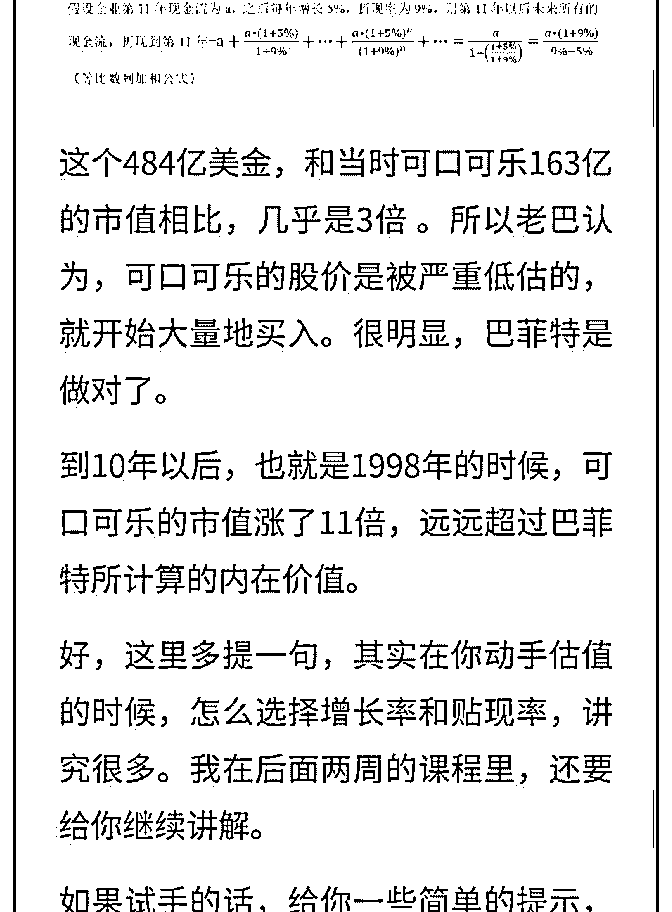 假设企业第11年现金流为a, 之后每年增长5%, 折现率为9%, 则第11年以后未来所有的
现金流, 折现到第11年=a + a*(1+5%)/(1+9%) + ⋯ + a*(1+5%)ⁿ/(1+9%)ⁿ + ⋯ = a/(1-((1+5%)/(1+9%))) = a*(1+9%)/(9%-5%)
（等比数列加和公式）
这个484亿美金，和当时可口可乐163亿
的市值相比，几乎是3倍 。所以老巴认
为，可口可乐的股价是被严重低估的，
就开始大量地买入。很明显，巴菲特是
做对了。
到10年以后，也就是1998年的时候，可
口可乐的市值涨了11倍，远远超过巴菲
特所计算的内在价值。
好，这里多提一句，其实在你动手估值
的时候，怎么选择增长率和贴现率，讲
究很多。我在后面两周的课程里，还要
给你继续讲解。
如果试手的话，给你一些简单的提示，